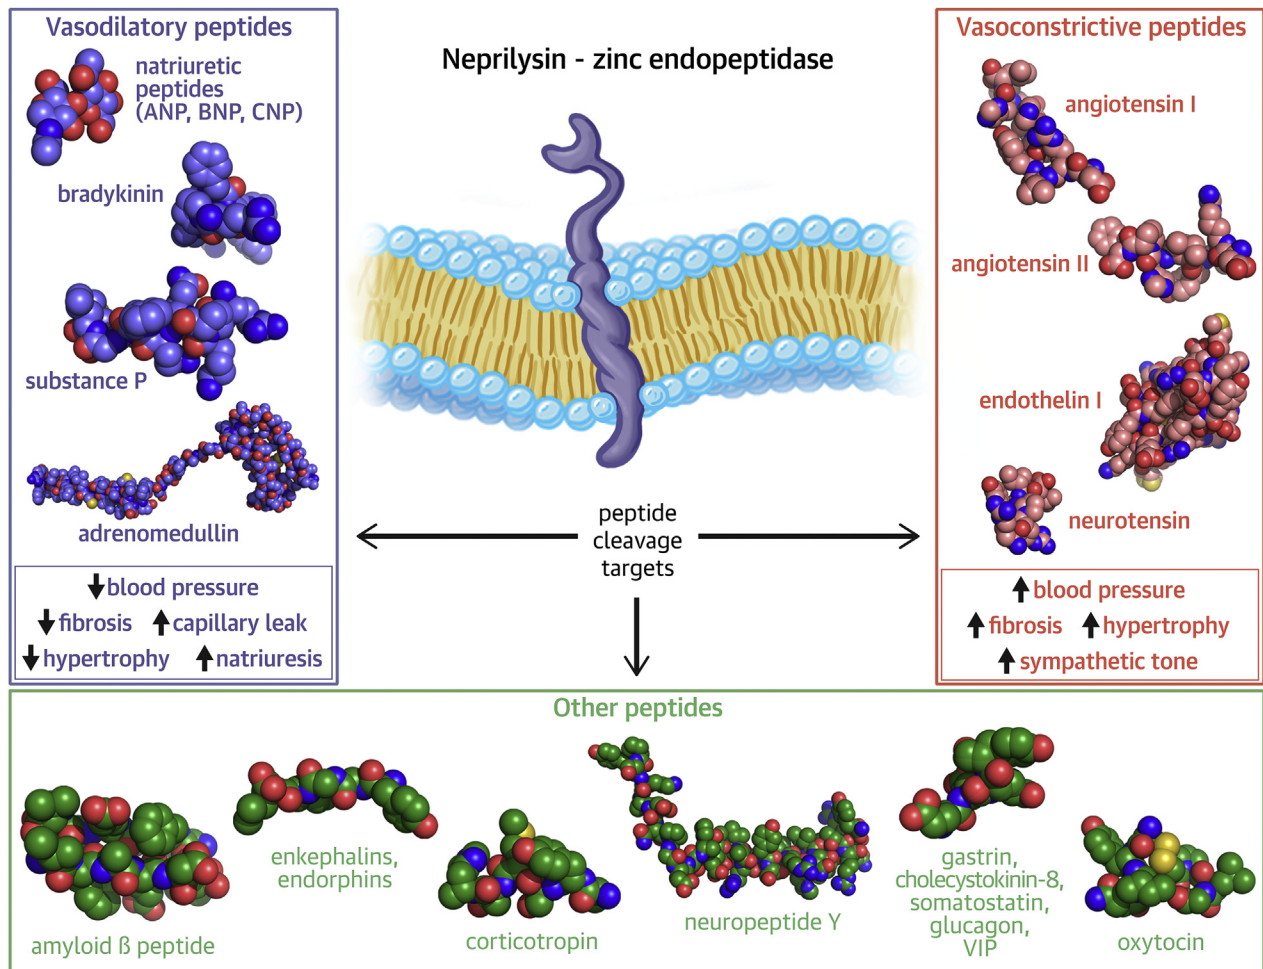 Vasodilatory peptides
natriuretic
peptides
(ANP, BNP, CNP)
bradykinin
substance P
adrenomedullin
blood pressure
fibrosis capillary leak
hypertrophy natriuresis
Neprilysin - zinc endopeptidase
peptide
cleavage
targets
Vasoconstrictive peptides
angiotensin I
angiotensin II
endothelin I
neurotensin
blood pressure
fibrosis hypertrophy
sympathetic tone
Other peptides
amyloid ß peptide
enkephalins,
endorphins
corticotropin
neuropeptide Y
gastrin,
cholecystokinin-8,
somatostatin,
glucagon,
VIP
oxytocin